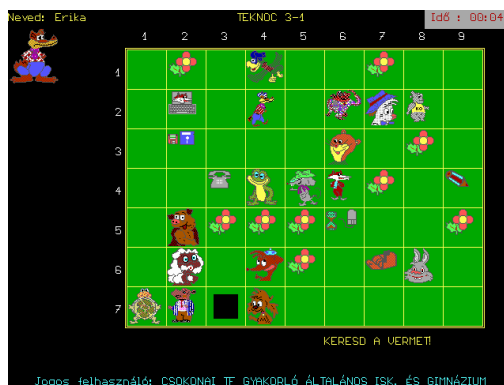 Neved: Erika
TEKNOC 3-1
Idő : 00:04
1 2 3 4 5 6 7 8 9
1
2
3
4
5
6
7
KERESD A VERMET!
Jogos felhasználó: CSOKONAI TF GYAKORLÓ ÁLTALÁNOS ISK. ÉS GIMNÁZIUM